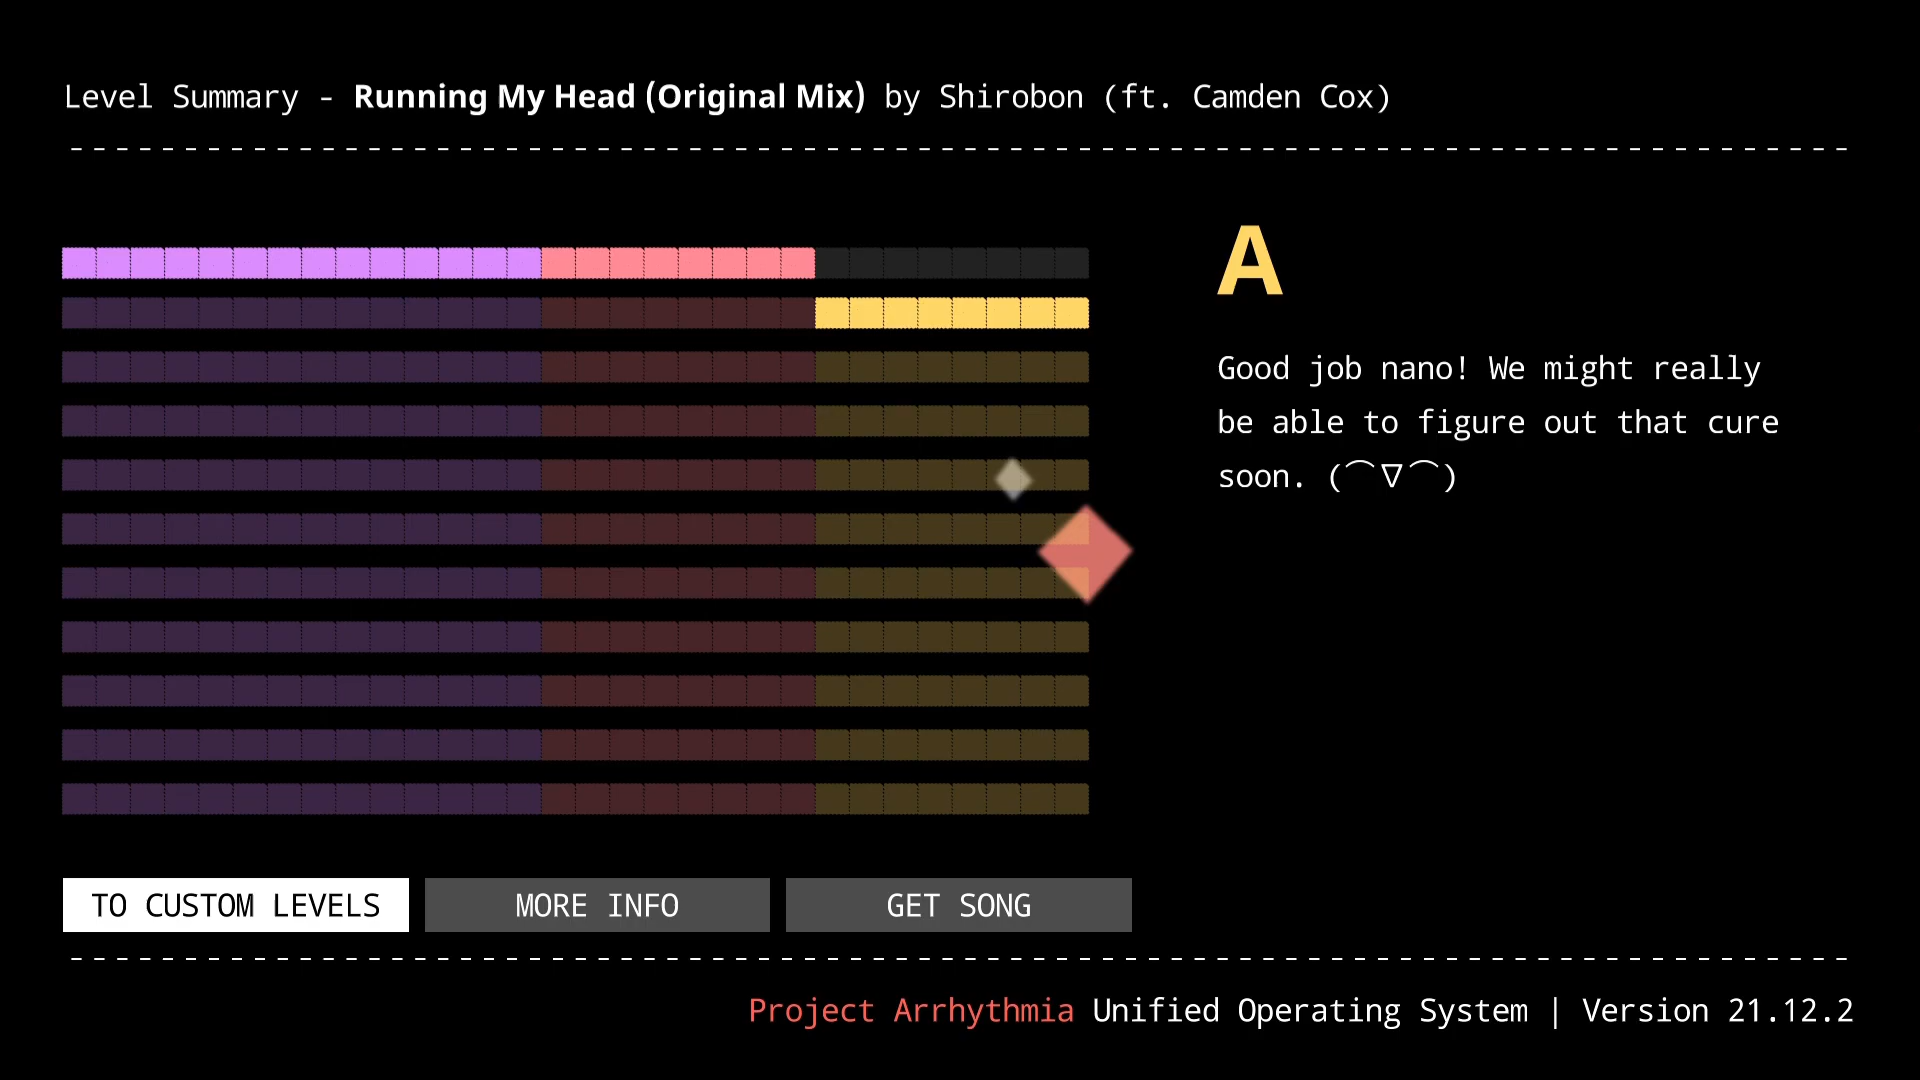 Level Summary - Running My Head (Original Mix) by Shirobon (ft. Camden Cox)
A
Good job nano! We might really
be able to figure out that cure
soon. (⌒∇⌒)
TO CUSTOM LEVELS
MORE INFO
GET SONG
Project Arrhythmia Unified Operating System | Version 21.12.2